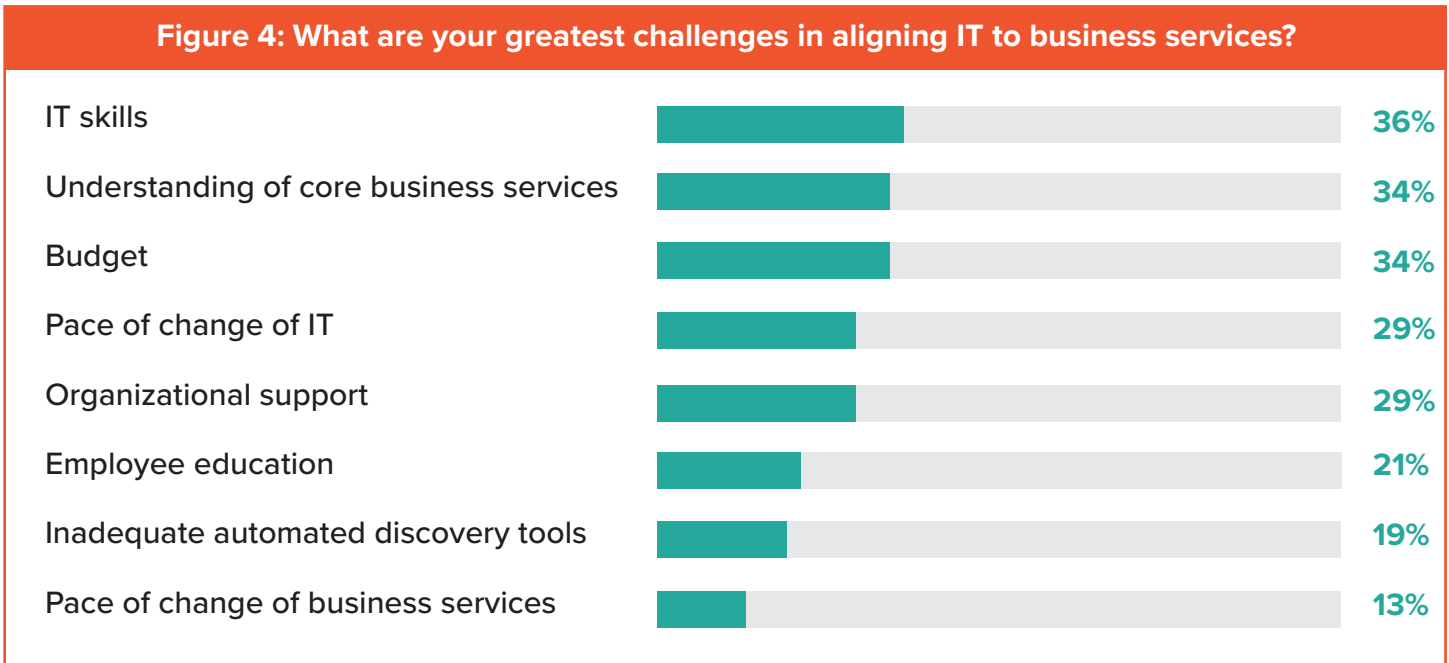 Figure 4: What are your greatest challenges in aligning IT to business services?
IT skills 36%
Understanding of core business services 34%
Budget 34%
Pace of change of IT 29%
Organizational support 29%
Employee education 21%
Inadequate automated discovery tools 19%
Pace of change of business services 13%